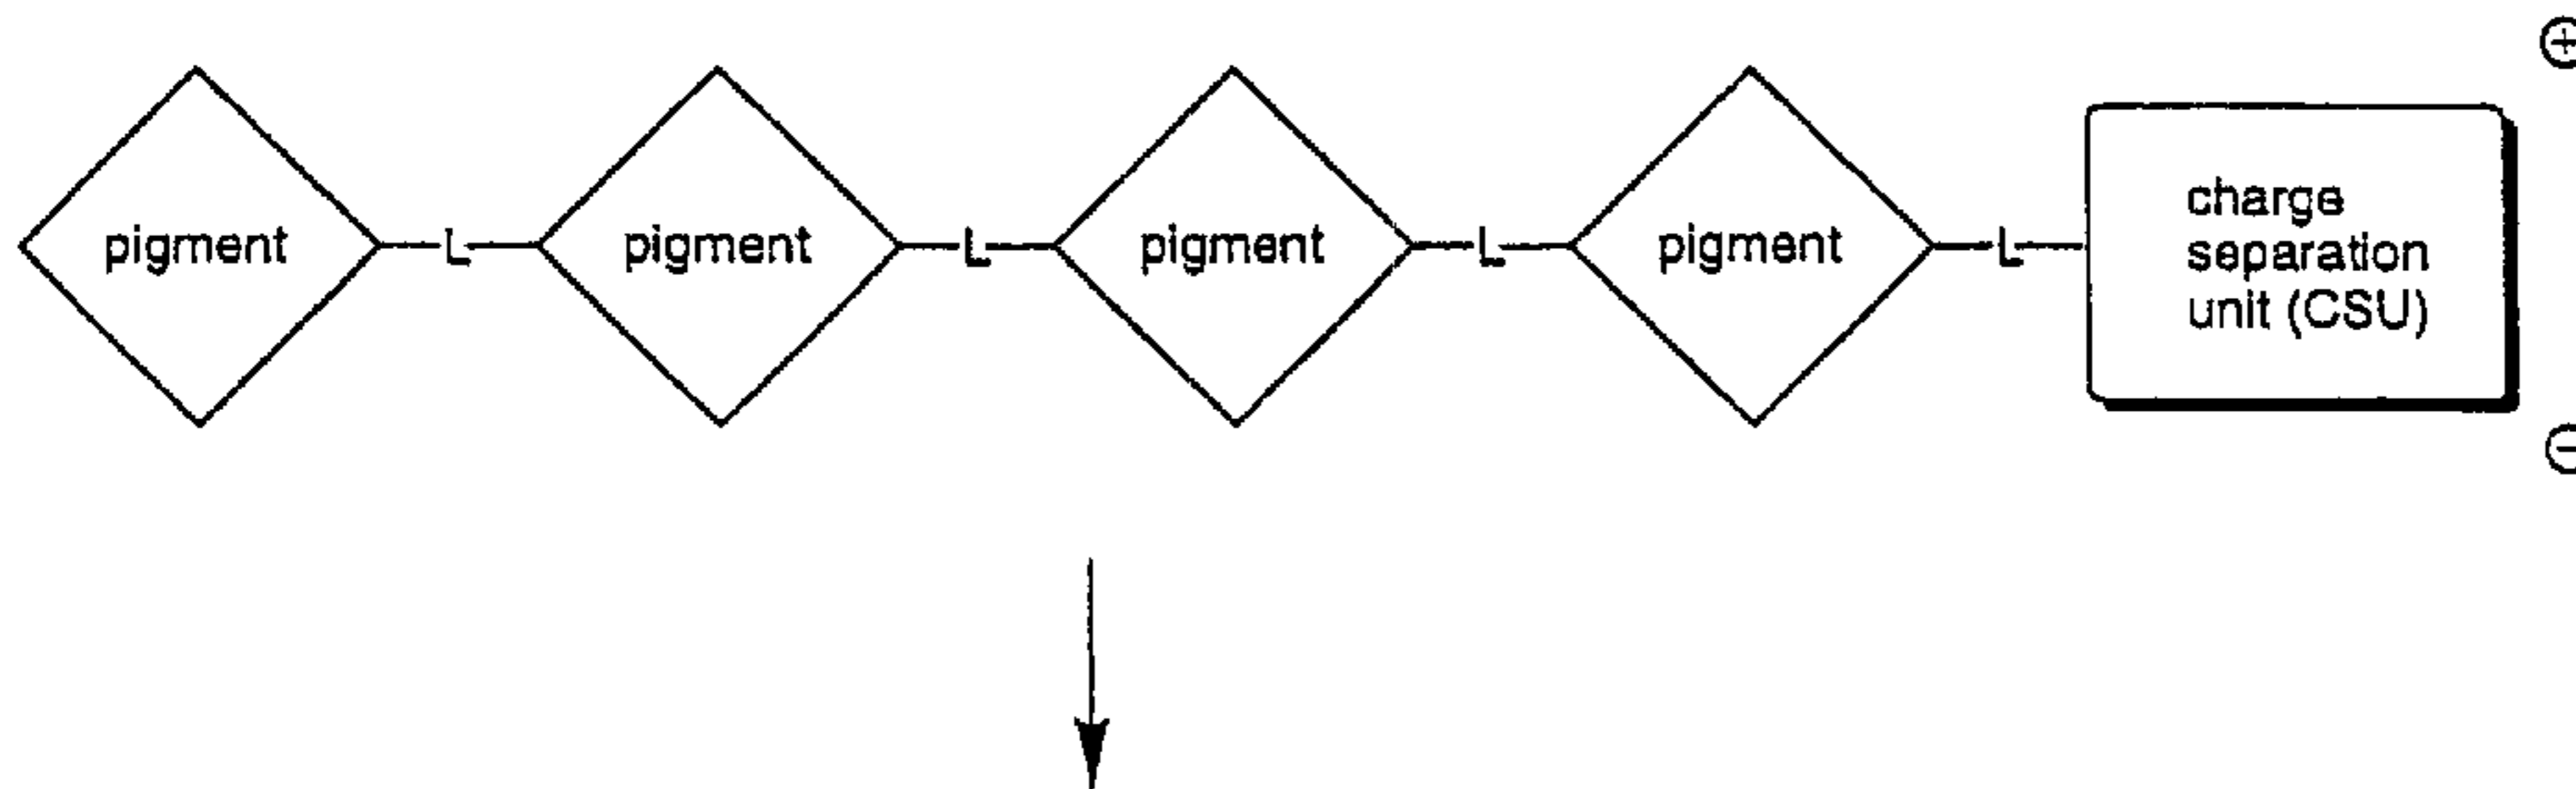 ⊕
pigment L pigment L pigment L pigment L
charge
separation
unit (CSU)
⊖